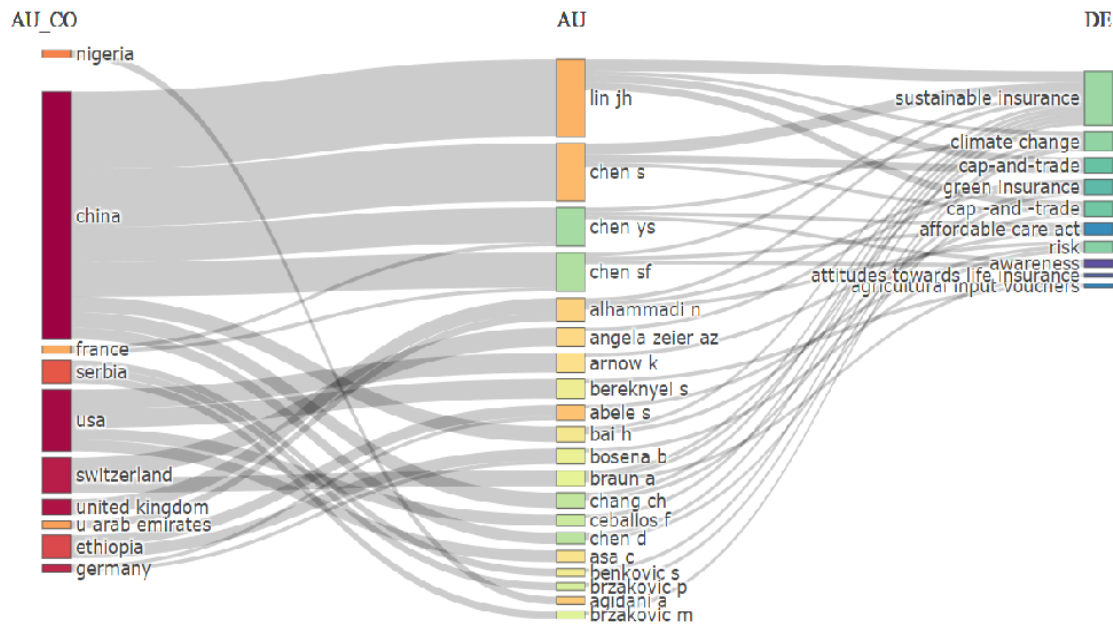 AU_CO
AU
DE
nigeria
china
france
serbia
usa
switzerland
united kingdom
u arab emirates
ethiopia
germany
lin jh
chen s
chen ys
chen sf
alhammadi n
angela zeier az
arnow k
bereknyel s
abele s
bai h
bosena b
braun a
chang ch
ceballos f
chen d
asa c
benkovic s
brzakovic p
agidani a
brzakovic m
sustainable insurance
climate change
cap-and-trade
green insurance
cap -and -trade
affordable care act
risk
awareness
attitudes towards life insurance
agricultural input vouchers